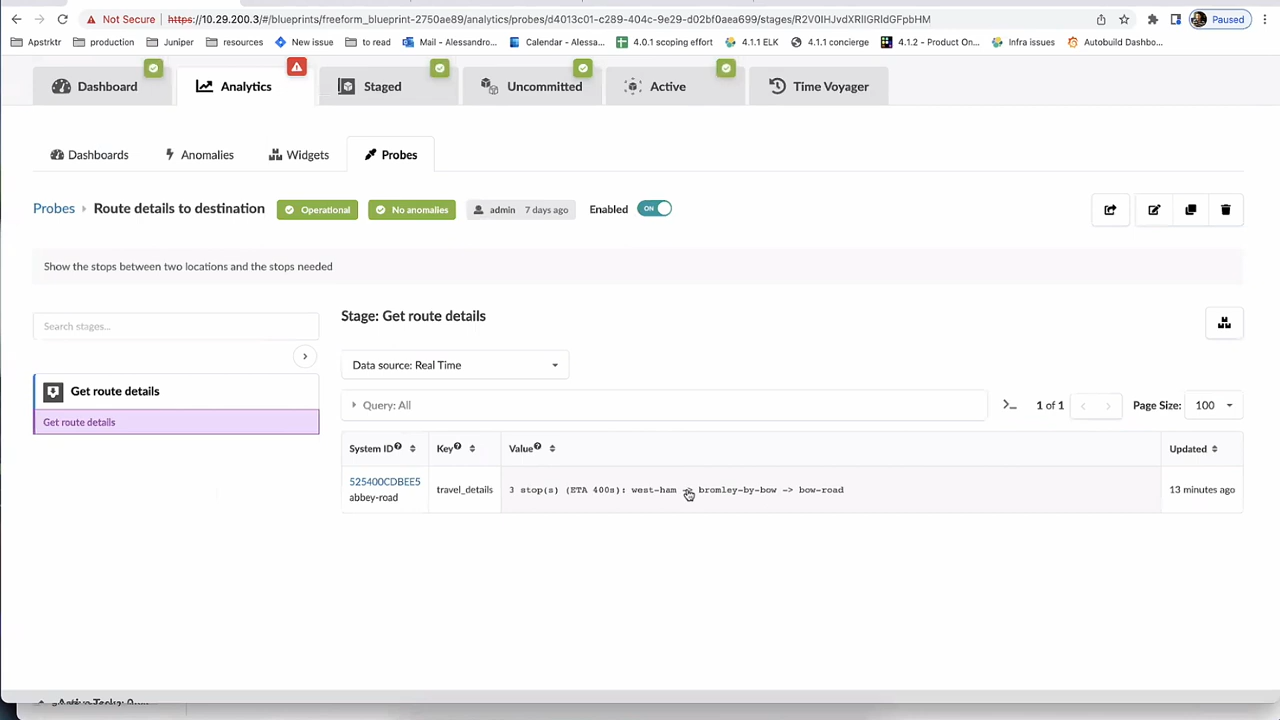 Not Secure https://10.29.200.3/#/blueprints/freeform_blueprint-2750ae89/analytics/probes/d4013c01-c289-404c-9e29-d02bf0aea699/stages/R2V0IHJvdXRlIGRldGFpbHM Paused
Apstrktr production Juniper resources New issue to read Mail – Alessandro... Calendar – Alessa... 4.0.1 scoping effort 4.1.1 ELK 4.1.1 concierge 4.1.2 - Product On... Infra issues Autobuild Dashbo...
Dashboard Analytics Staged Uncommitted Active Time Voyager
Dashboards Anomalies Widgets Probes
Probes Route details to destination Operational No anomalies admin 7 days ago Enabled ON
Show the stops between two locations and the stops needed
Stage: Get route details
Search stages...
Data source: Real Time
Get route details
Get route details
Query: All 1 of 1 Page Size: 100
System ID Key Value Updated
525400CDBEE5
abbey-road
travel_details 3 stop(s) (ETA 400s): west-ham -> bromley-by-bow -> bow-road 13 minutes ago